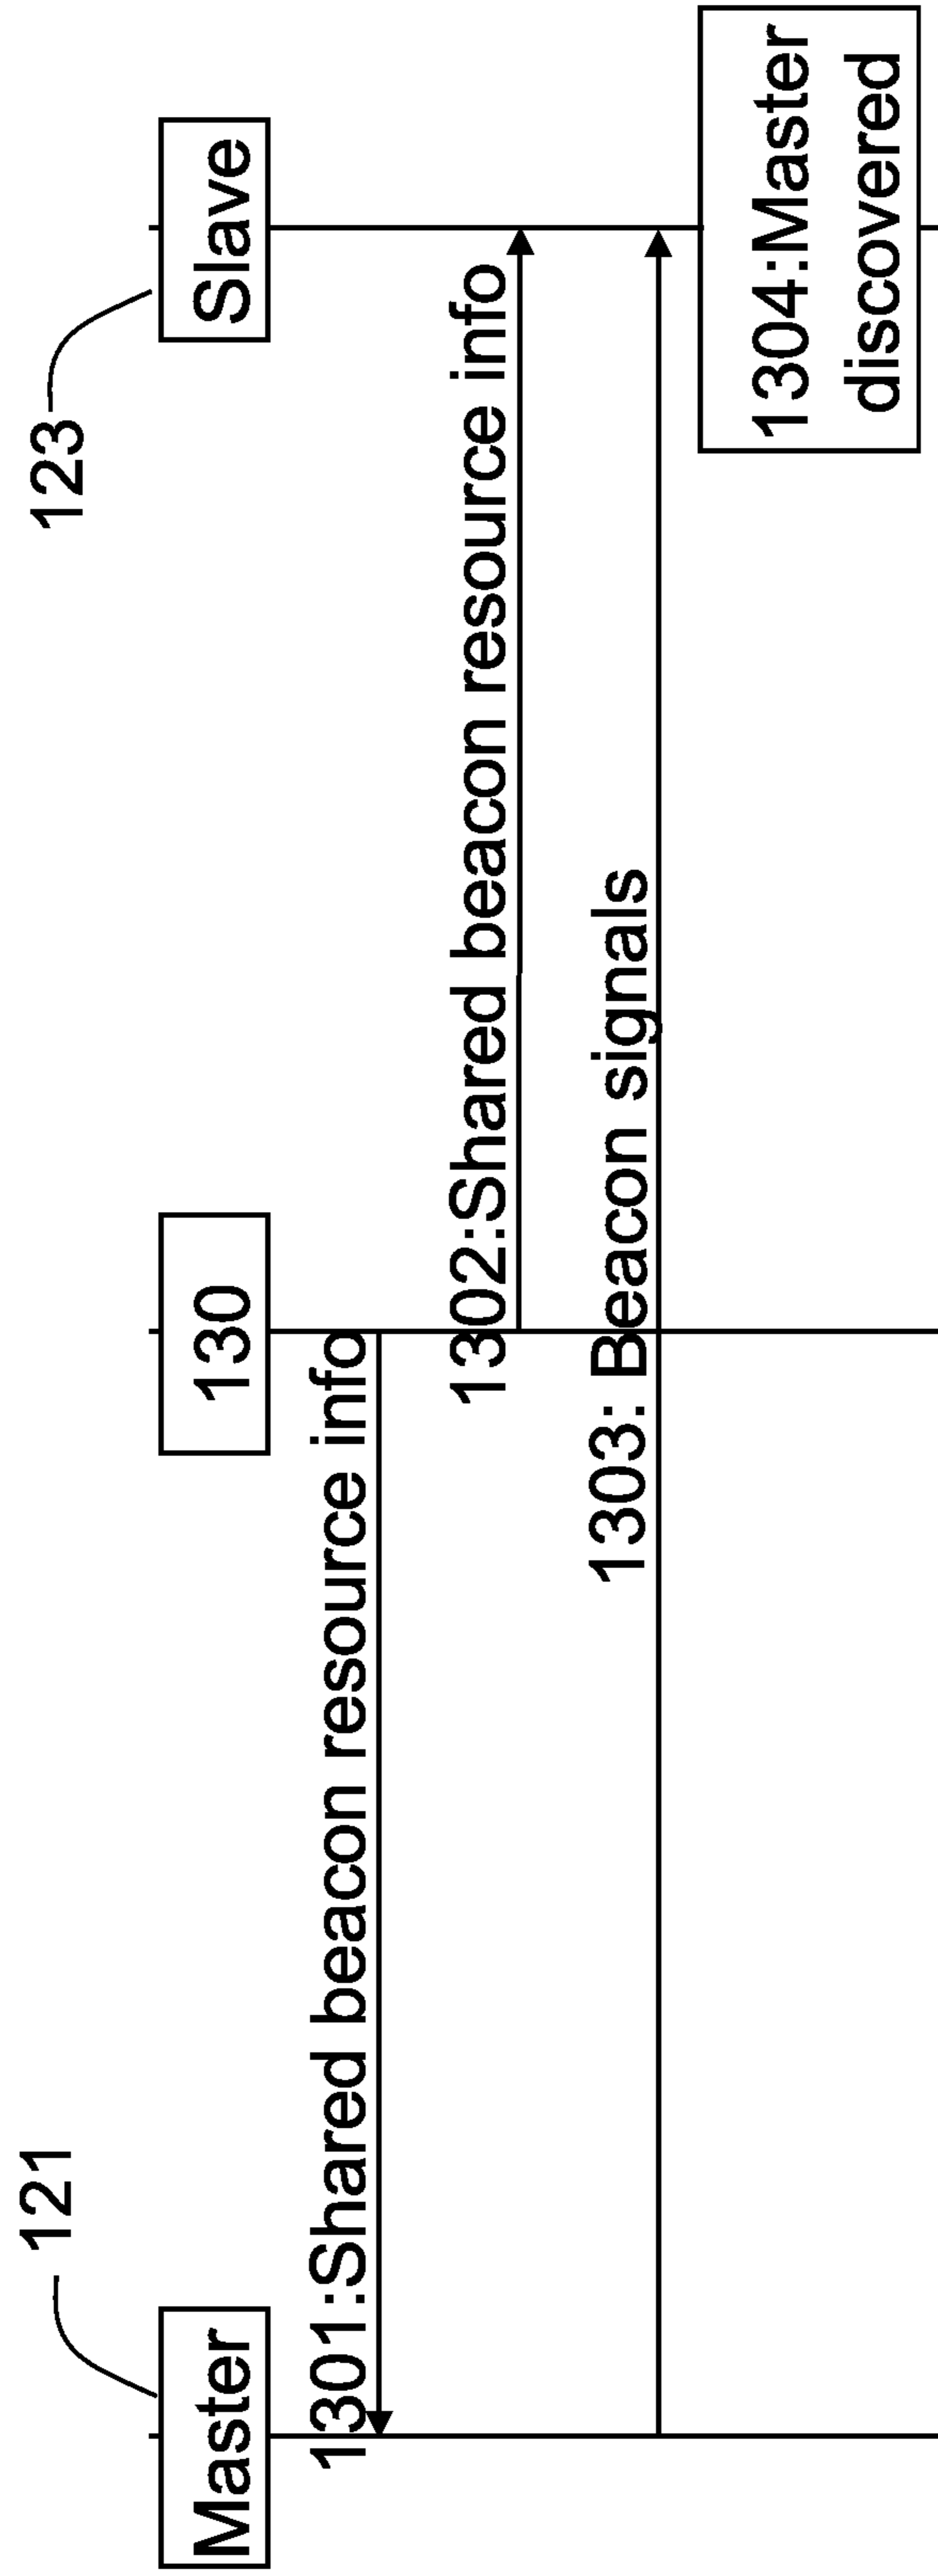 121
123
Master
130
Slave
1301:Shared beacon resource info
1302:Shared beacon resource info
1303: Beacon signals
1304:Master
discovered